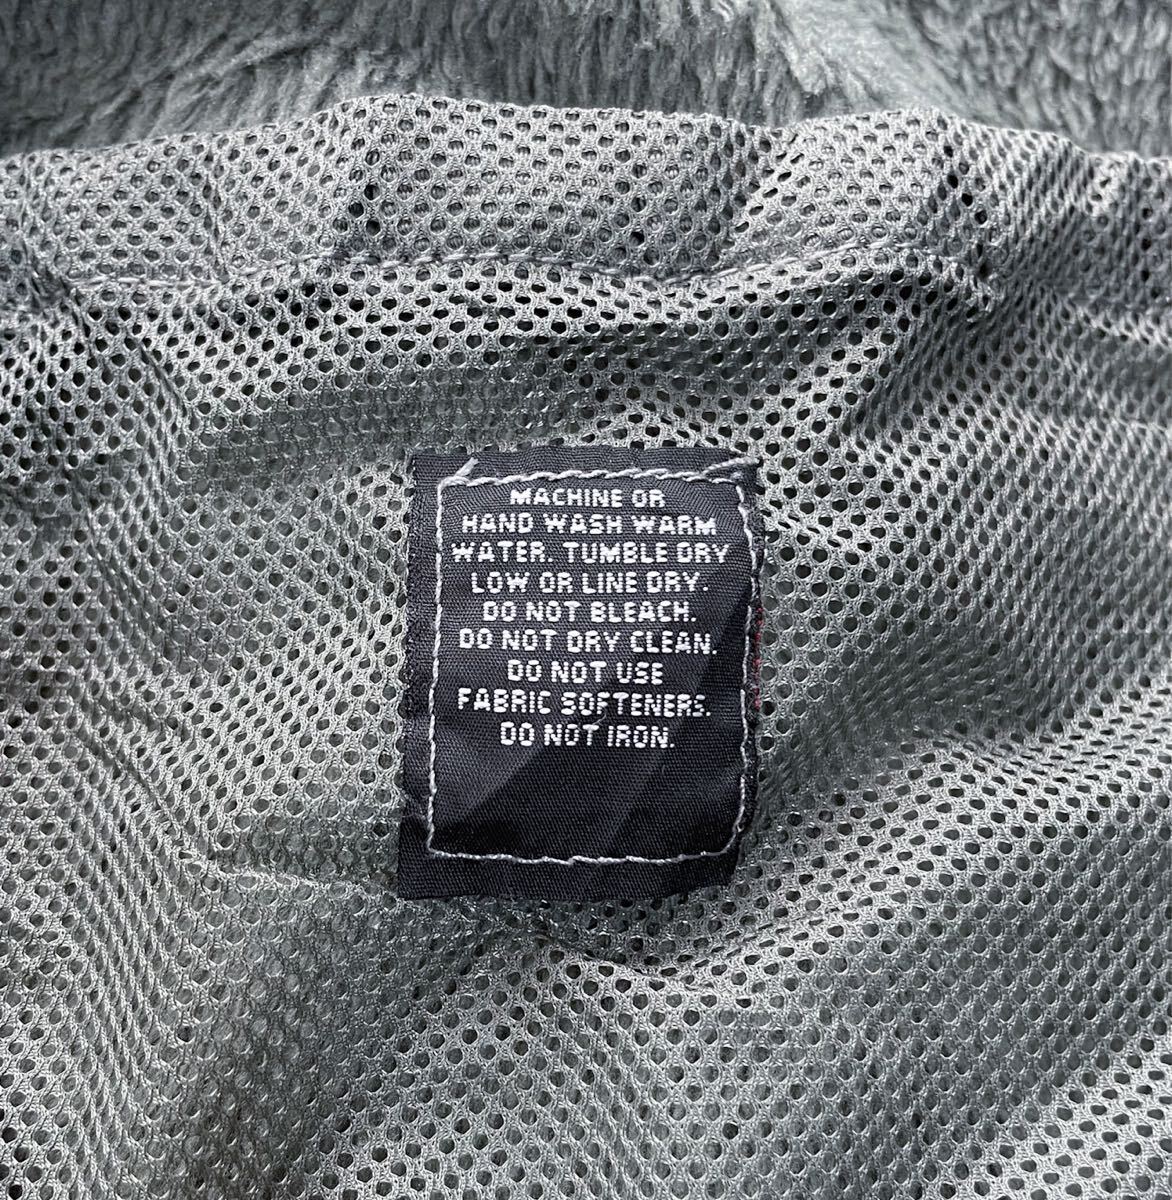 MACHINE OR
HAND WASH WARM
WATER. TUMBLE DRY
LOW OR LINE DRY.
DO NOT BLEACH.
DO NOT DRY CLEAN.
DO NOT USE
FABRIC SOFTENERS.
DO NOT IRON.